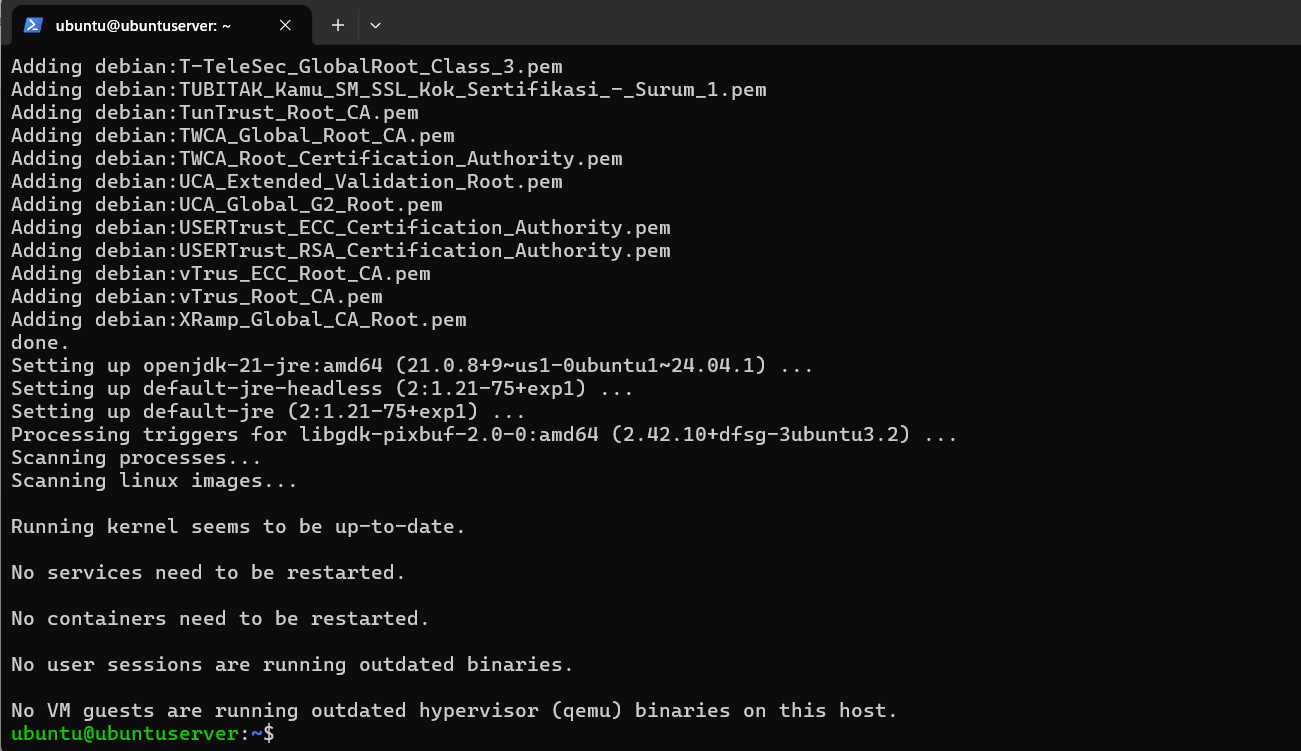 ubuntu@ubuntuserver: ~
Adding debian:T-TeleSec_GlobalRoot_Class_3.pem
Adding debian:TUBITAK_Kamu_SM_SSL_Kok_Sertifikasi_-_Surum_1.pem
Adding debian:TunTrust_Root_CA.pem
Adding debian:TWCA_Global_Root_CA.pem
Adding debian:TWCA_Root_Certification_Authority.pem
Adding debian:UCA_Extended_Validation_Root.pem
Adding debian:UCA_Global_G2_Root.pem
Adding debian:USERTrust_ECC_Certification_Authority.pem
Adding debian:USERTrust_RSA_Certification_Authority.pem
Adding debian:vTrus_ECC_Root_CA.pem
Adding debian:vTrus_Root_CA.pem
Adding debian:XRamp_Global_CA_Root.pem
done.
Setting up openjdk-21-jre:amd64 (21.0.8+9~us1-0ubuntu1~24.04.1) ...
Setting up default-jre-headless (2:1.21-75+exp1) ...
Setting up default-jre (2:1.21-75+exp1) ...
Processing triggers for libgdk-pixbuf-2.0-0:amd64 (2.42.10+dfsg-3ubuntu3.2) ...
Scanning processes...
Scanning linux images...
Running kernel seems to be up-to-date.
No services need to be restarted.
No containers need to be restarted.
No user sessions are running outdated binaries.
No VM guests are running outdated hypervisor (qemu) binaries on this host.
ubuntu@ubuntuserver:~$